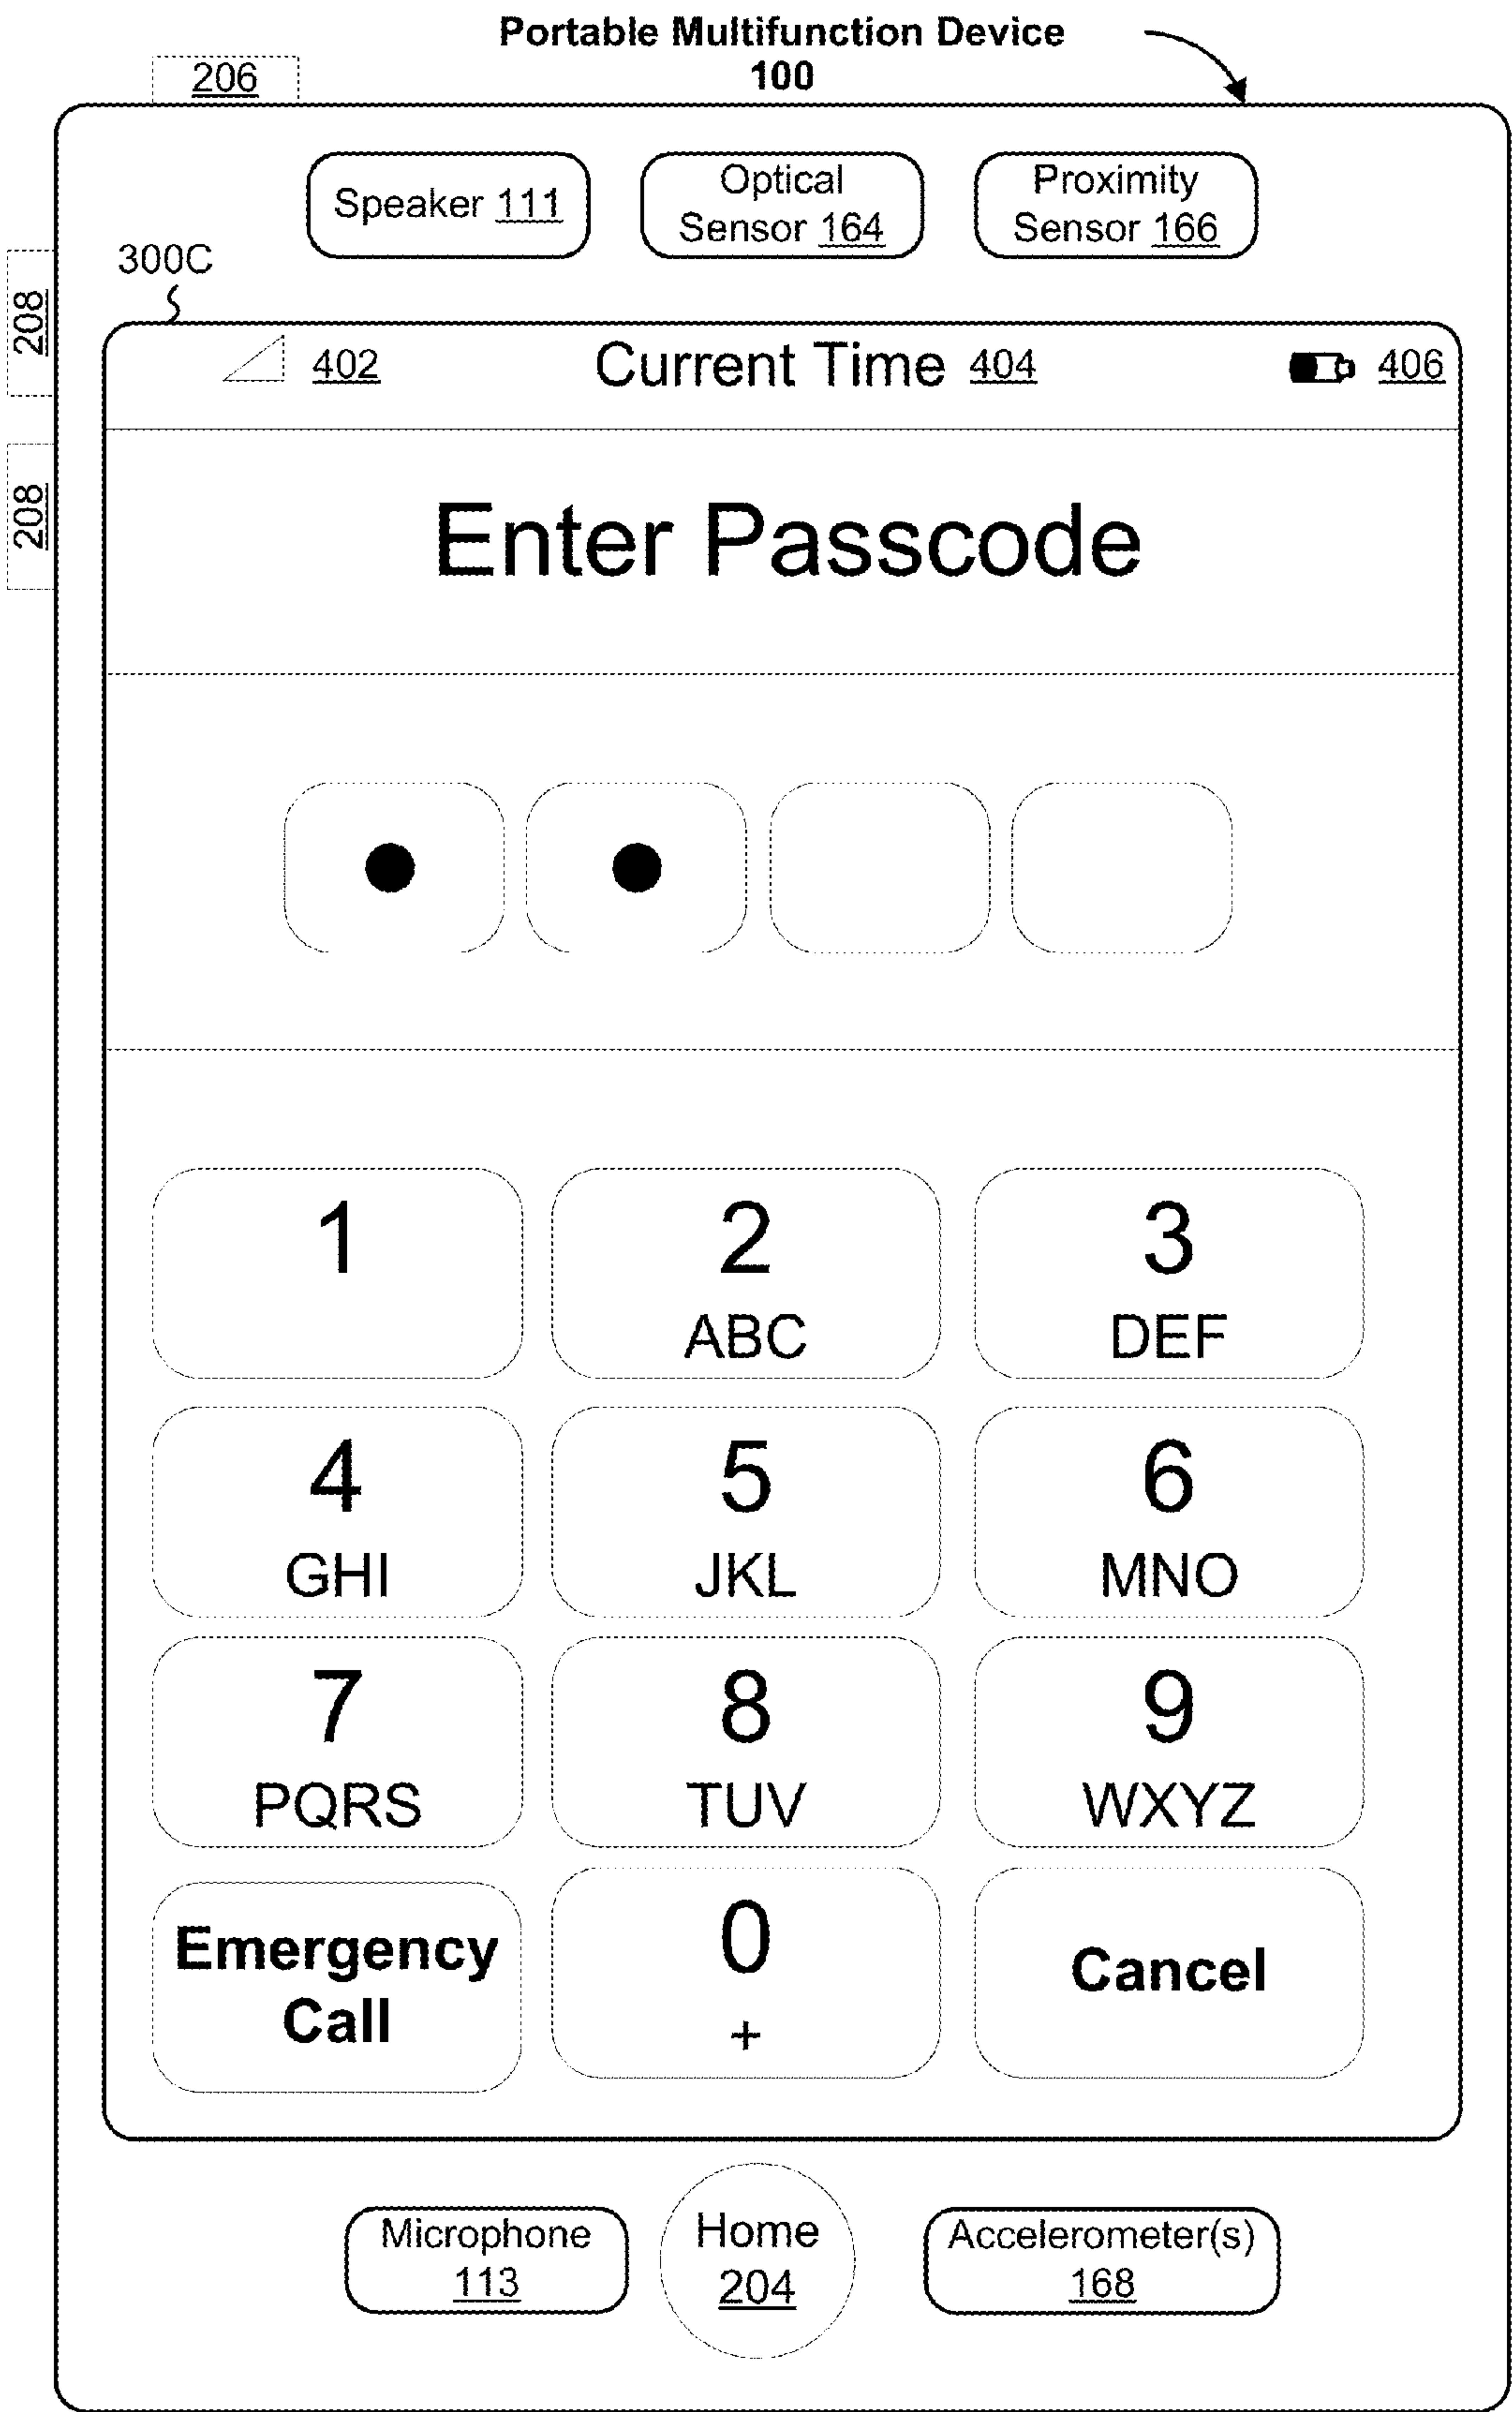 Portable Multifunction Device
100
206
Speaker 111
Optical
Sensor 164
Proximity
Sensor 166
300C
208
402
Current Time 404
406
208
Enter Passcode
1
2
ABC
3
DEF
4
GHI
5
JKL
6
MNO
7
PQRS
8
TUV
9
WXYZ
Emergency
Call
0
+
Cancel
Microphone
113
Home
204
Accelerometer(s)
168